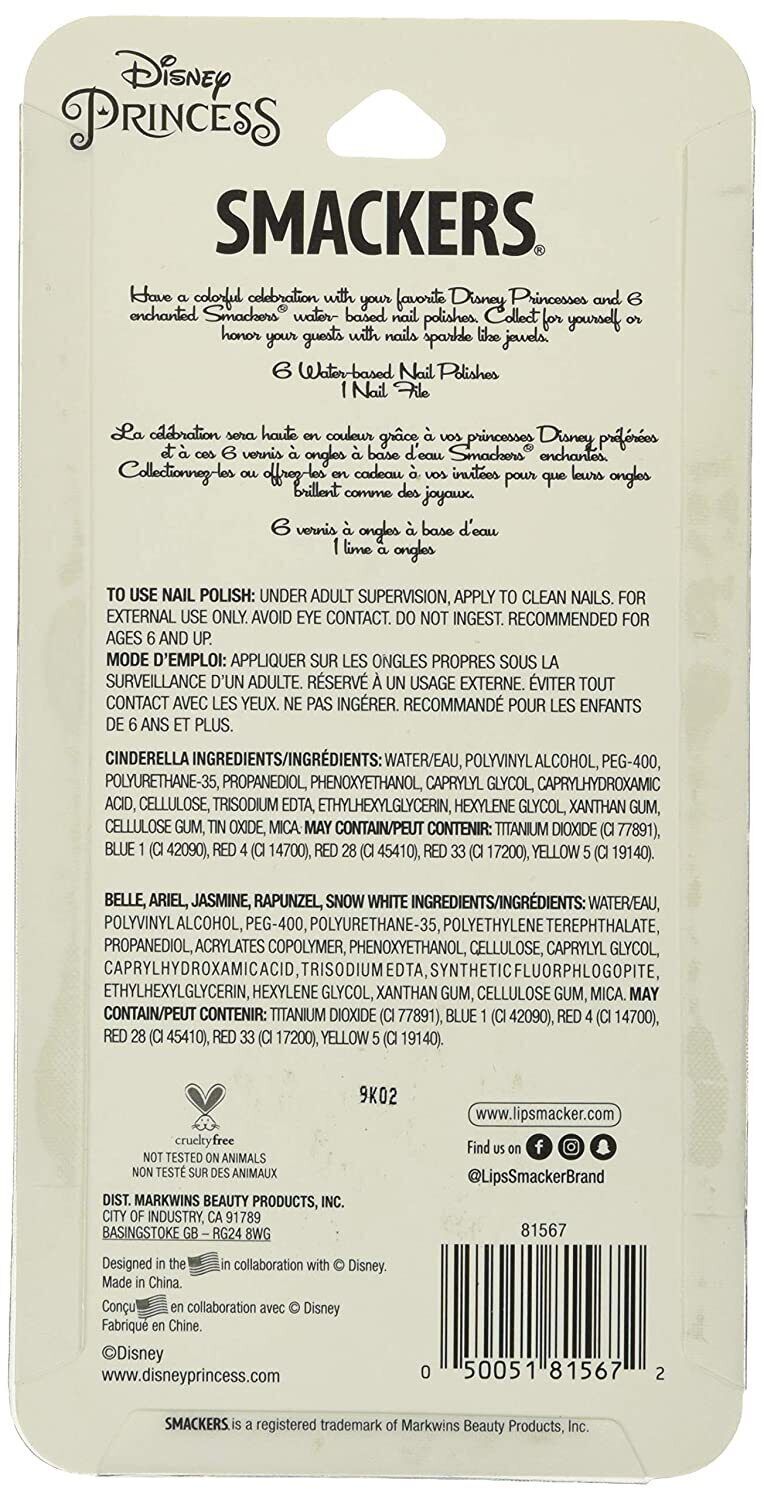 Disney
PRINCESS
SMACKERS®
Have a colorful celebration with your favorite Disney Princesses and 6
enchanted Smackers® water- based nail polishes. Collect for yourself or
honor your guests with nails sparkle like jewels.
6 Water-based Nail Polishes
1 Nail File
La célébration sera haute en couleur grâce à vos princesses Disney préférées
et à ces 6 vernis à ongles à base d'eau Smackers® enchantés.
Collectionnez-les ou offrez-les en cadeau à vos invitées pour que leurs ongles
brillent comme des joyaux.
6 vernis à ongles à base d'eau
1 lime à ongles
TO USE NAIL POLISH: UNDER ADULT SUPERVISION, APPLY TO CLEAN NAILS. FOR
EXTERNAL USE ONLY. AVOID EYE CONTACT. DO NOT INGEST. RECOMMENDED FOR
AGES 6 AND UP.
MODE D'EMPLOI: APPLIQUER SUR LES ONGLES PROPRES SOUS LA
SURVEILLANCE D'UN ADULTE. RÉSERVÉ À UN USAGE EXTERNE. ÉVITER TOUT
CONTACT AVEC LES YEUX. NE PAS INGÉRER. RECOMMANDÉ POUR LES ENFANTS
DE 6 ANS ET PLUS.
CINDERELLA INGREDIENTS/INGRÉDIENTS: WATER/EAU, POLYVINYL ALCOHOL, PEG-400,
POLYURETHANE-35, PROPANEDIOL, PHENOXYETHANOL, CAPRYLYL GLYCOL, CAPRYLHYDROXAMIC
ACID, CELLULOSE, TRISODIUM EDTA, ETHYLHEXYLGLYCERIN, HEXYLENE GLYCOL, XANTHAN GUM,
CELLULOSE GUM, TIN OXIDE, MICA. MAY CONTAIN/PEUT CONTENIR: TITANIUM DIOXIDE (CI 77891),
BLUE 1 (CI 42090), RED 4 (CI 14700), RED 28 (CI 45410), RED 33 (CI 17200), YELLOW 5 (CI 19140).
BELLE, ARIEL, JASMINE, RAPUNZEL, SNOW WHITE INGREDIENTS/INGRÉDIENTS: WATER/EAU,
POLYVINYL ALCOHOL, PEG-400, POLYURETHANE-35, POLYETHYLENE TEREPHTHALATE,
PROPANEDIOL, ACRYLATES COPOLYMER, PHENOXYETHANOL, CELLULOSE, CAPRYLYL GLYCOL,
CAPRYLHYDROXAMIC ACID, TRISODIUM EDTA, SYNTHETIC FLUORPHLOGOPITE,
ETHYLHEXYLGLYCERIN, HEXYLENE GLYCOL, XANTHAN GUM, CELLULOSE GUM, MICA. MAY
CONTAIN/PEUT CONTENIR: TITANIUM DIOXIDE (CI 77891), BLUE 1 (CI 42090), RED 4 (CI 14700),
RED 28 (CI 45410), RED 33 (CI 17200), YELLOW 5 (CI 19140).
crueltyfree
NOT TESTED ON ANIMALS
NON TESTÉ SUR DES ANIMAUX
9K02
www.lipsmacker.com
Find us on
@LipsSmackerBrand
DIST. MARKWINS BEAUTY PRODUCTS, INC.
CITY OF INDUSTRY, CA 91789
BASINGSTOKE GB – RG24 8WG
Designed in the in collaboration with © Disney.
Made in China.
Conçu en collaboration avec © Disney
Fabriqué en Chine.
©Disney
www.disneyprincess.com
81567
0 50051 81567 2
SMACKERS is a registered trademark of Markwins Beauty Products, Inc.